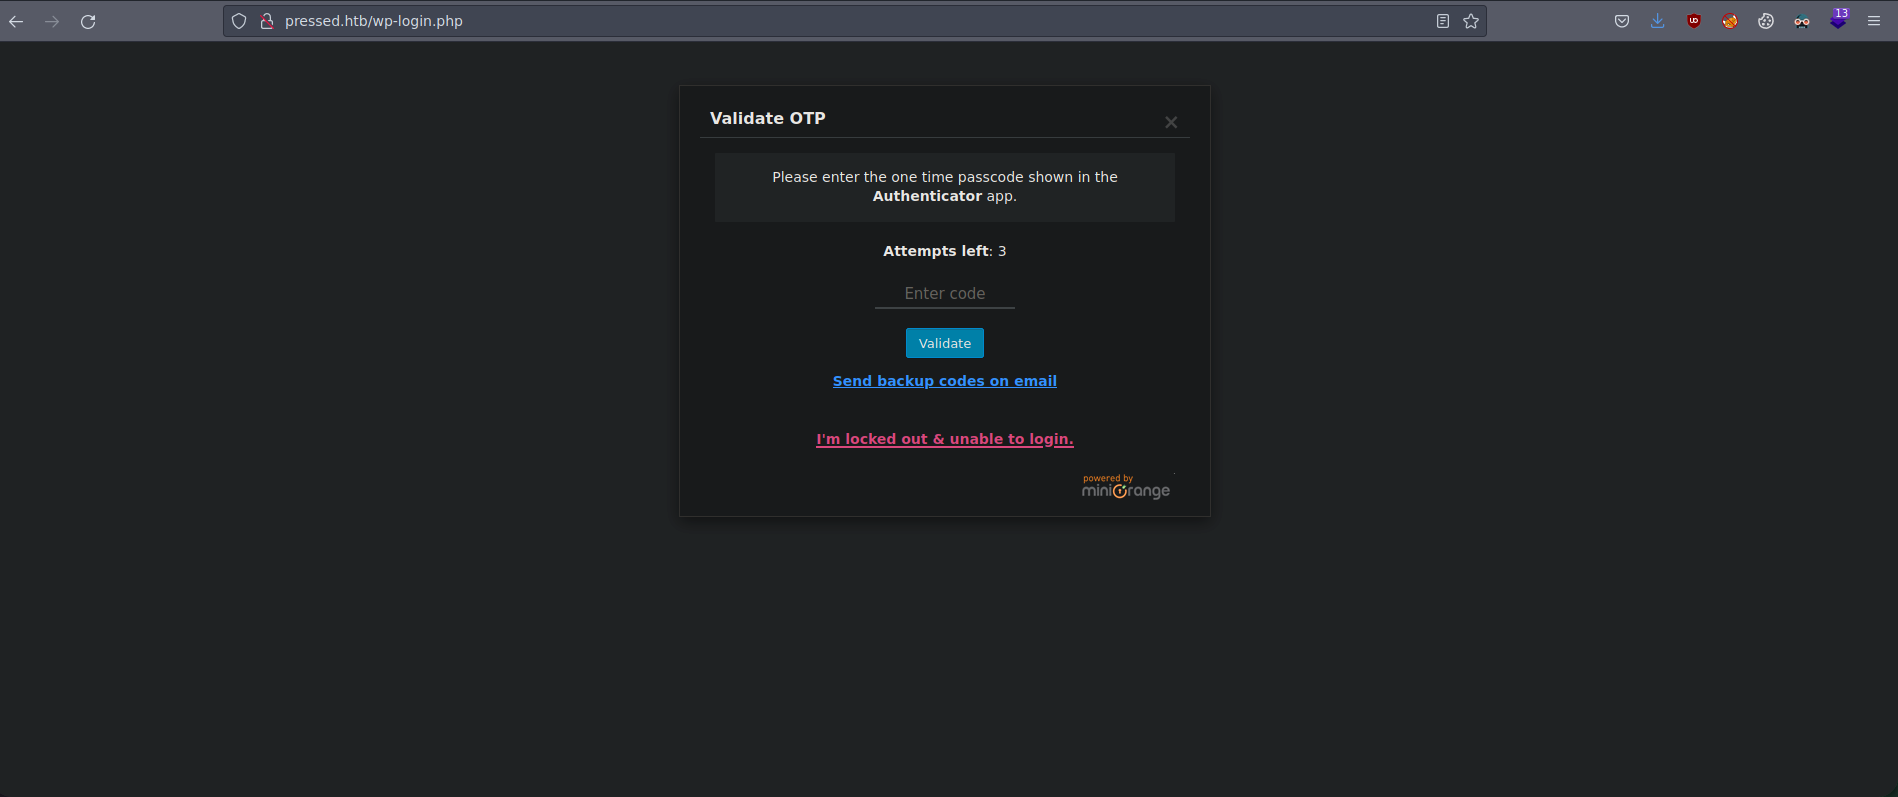 pressed.htb/wp-login.php
13
Validate OTP
Please enter the one time passcode shown in the
Authenticator app.
Attempts left: 3
Enter code
Validate
Send backup codes on email
I'm locked out & unable to login.
powered by
miniOrange